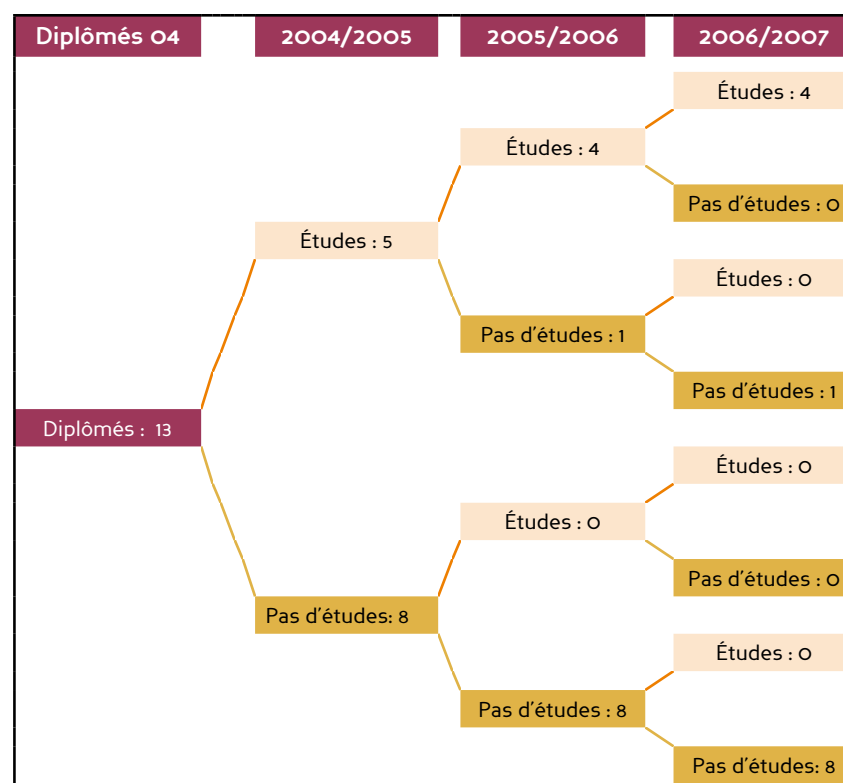 Diplômés 04 2004/2005 2005/2006 2006/2007
Études : 4
Études : 4
Pas d'études : 0
Études : 5
Études : 0
Pas d'études : 1
Pas d'études : 1
Diplômés : 13
Études : 0
Études : 0
Pas d'études : 0
Pas d'études: 8
Études : 0
Pas d'études : 8
Pas d'études: 8